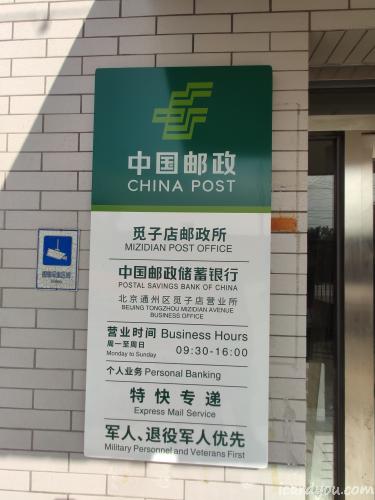 中国邮政
CHINA POST
觅子店邮政所
MIZIDIAN POST OFFICE
中国邮政储蓄银行
POSTAL SAVINGS BANK OF CHINA
北京通州区觅子店营业所
BEIJING TONGZHOU MIZIDIAN AVENUE
BUSINESS OFFICE
营业时间 Business Hours
周一至周日
Monday to Sunday
09:30-16:00
个人业务 Personal Banking
特快专递
Express Mail Service
军人、退役军人优先
Military Personnel and Veterans First
icandyou.com